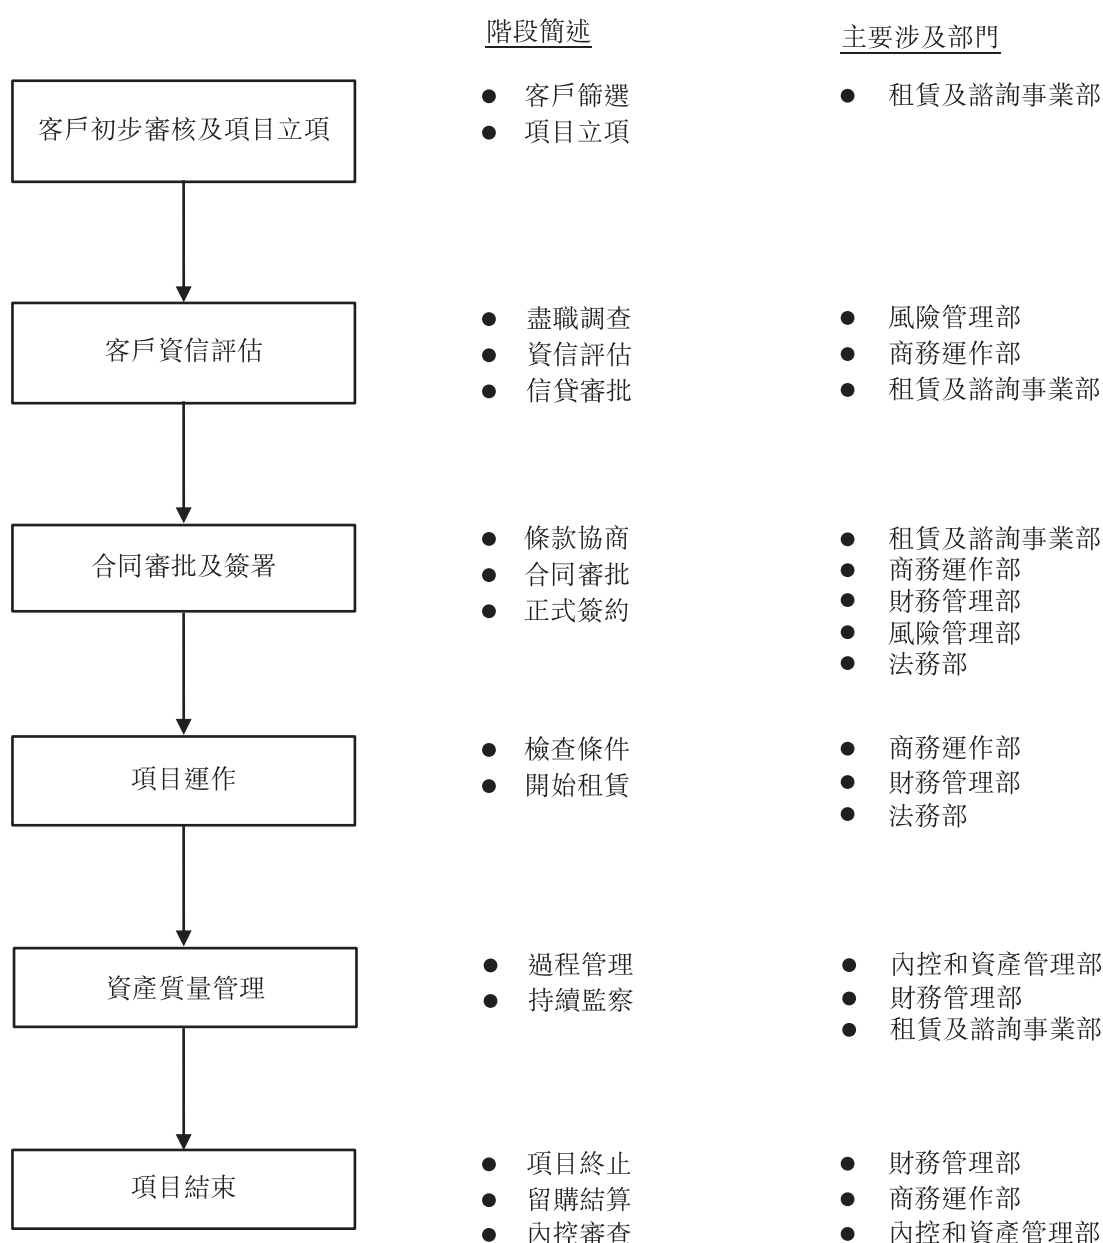 階段簡述
主要涉及部門
客戶初步審核及項目立項
● 客戶篩選
● 項目立項
● 租賃及諮詢事業部
客戶資信評估
● 盡職調查
● 資信評估
● 信貸審批
● 風險管理部
● 商務運作部
● 租賃及諮詢事業部
合同審批及簽署
● 條款協商
● 合同審批
● 正式簽約
● 租賃及諮詢事業部
● 商務運作部
● 財務管理部
● 風險管理部
● 法務部
項目運作
● 檢查條件
● 開始租賃
● 商務運作部
● 財務管理部
● 法務部
資產質量管理
● 過程管理
● 持續監察
● 內控和資產管理部
● 財務管理部
● 租賃及諮詢事業部
項目結束
● 項目終止
● 留購結算
● 內控審查
● 財務管理部
● 商務運作部
● 內控和資產管理部